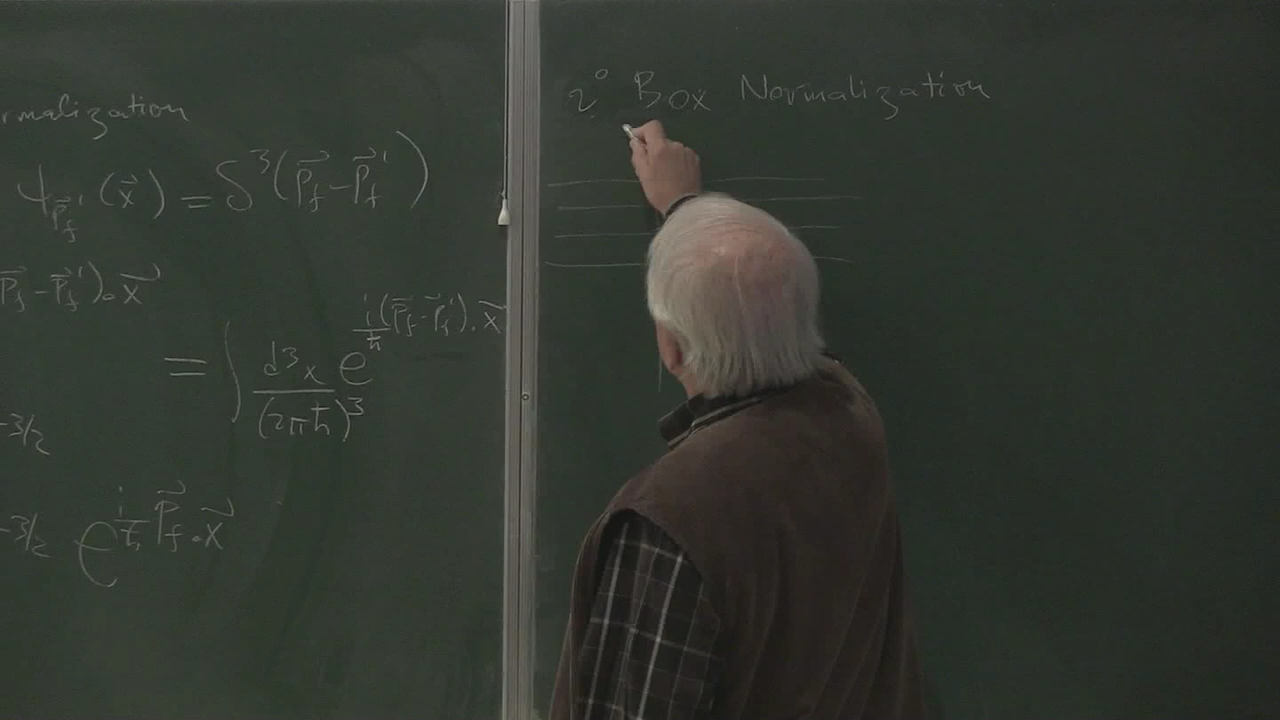 rmalization
ψ_{p⃗_f'}(x⃗) = δ³(p⃗_f - p⃗_f')
p⃗_f - p⃗_f')·x⃗
= ∫ d³x/(2πħ)³ e^{i/ħ (p⃗_f - p⃗_f')·x⃗}
-3/2
-3/2 e^{i/ħ p⃗_f·x⃗}
2° Box Normalization